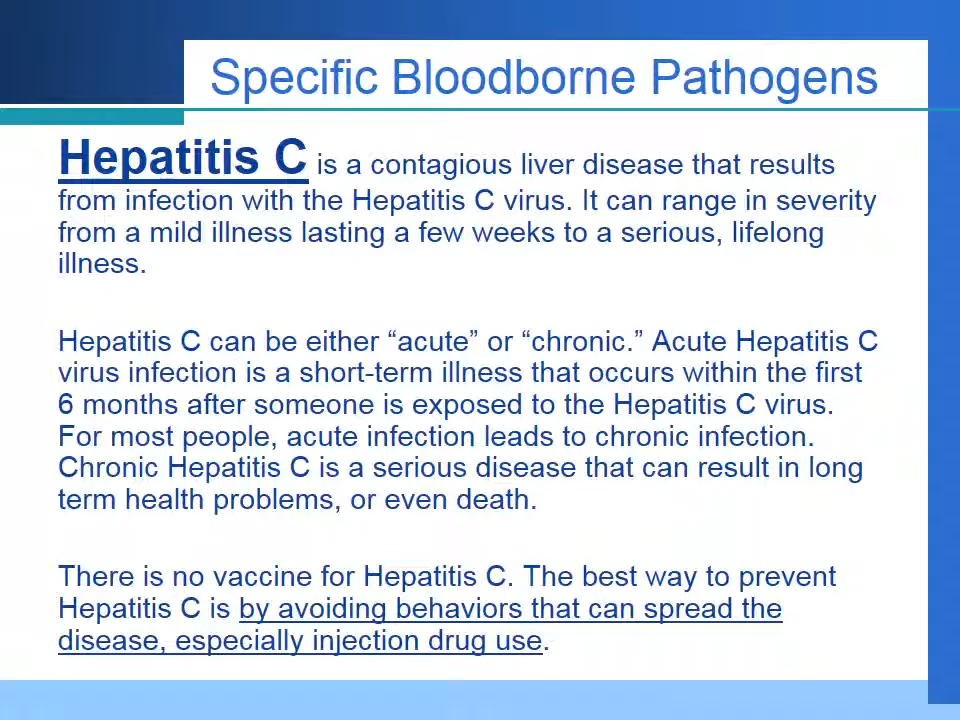 Specific Bloodborne Pathogens
Hepatitis C is a contagious liver disease that results
from infection with the Hepatitis C virus. It can range in severity
from a mild illness lasting a few weeks to a serious, lifelong
illness.
Hepatitis C can be either “acute” or “chronic.” Acute Hepatitis C
virus infection is a short-term illness that occurs within the first
6 months after someone is exposed to the Hepatitis C virus.
For most people, acute infection leads to chronic infection.
Chronic Hepatitis C is a serious disease that can result in long
term health problems, or even death.
There is no vaccine for Hepatitis C. The best way to prevent
Hepatitis C is by avoiding behaviors that can spread the
disease, especially injection drug use.